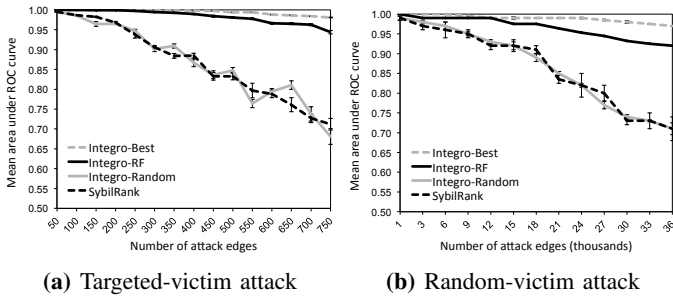 Mean area under ROC curve
1.00
0.95
0.90
0.85
0.80
0.75
0.70
0.65
0.60
0.55
0.50
Integro-Best
Integro-RF
Integro-Random
SybilRank
50 100 150 200 250 300 350 400 450 500 550 600 650 700 750
Number of attack edges
(a) Targeted-victim attack
Mean area under ROC curve
1.00
0.95
0.90
0.85
0.80
0.75
0.70
0.65
0.60
0.55
0.50
Integro-Best
Integro-RF
Integro-Random
SybilRank
1 3 6 9 12 15 18 21 24 27 30 33 36
Number of attack edges (thousands)
(b) Random-victim attack